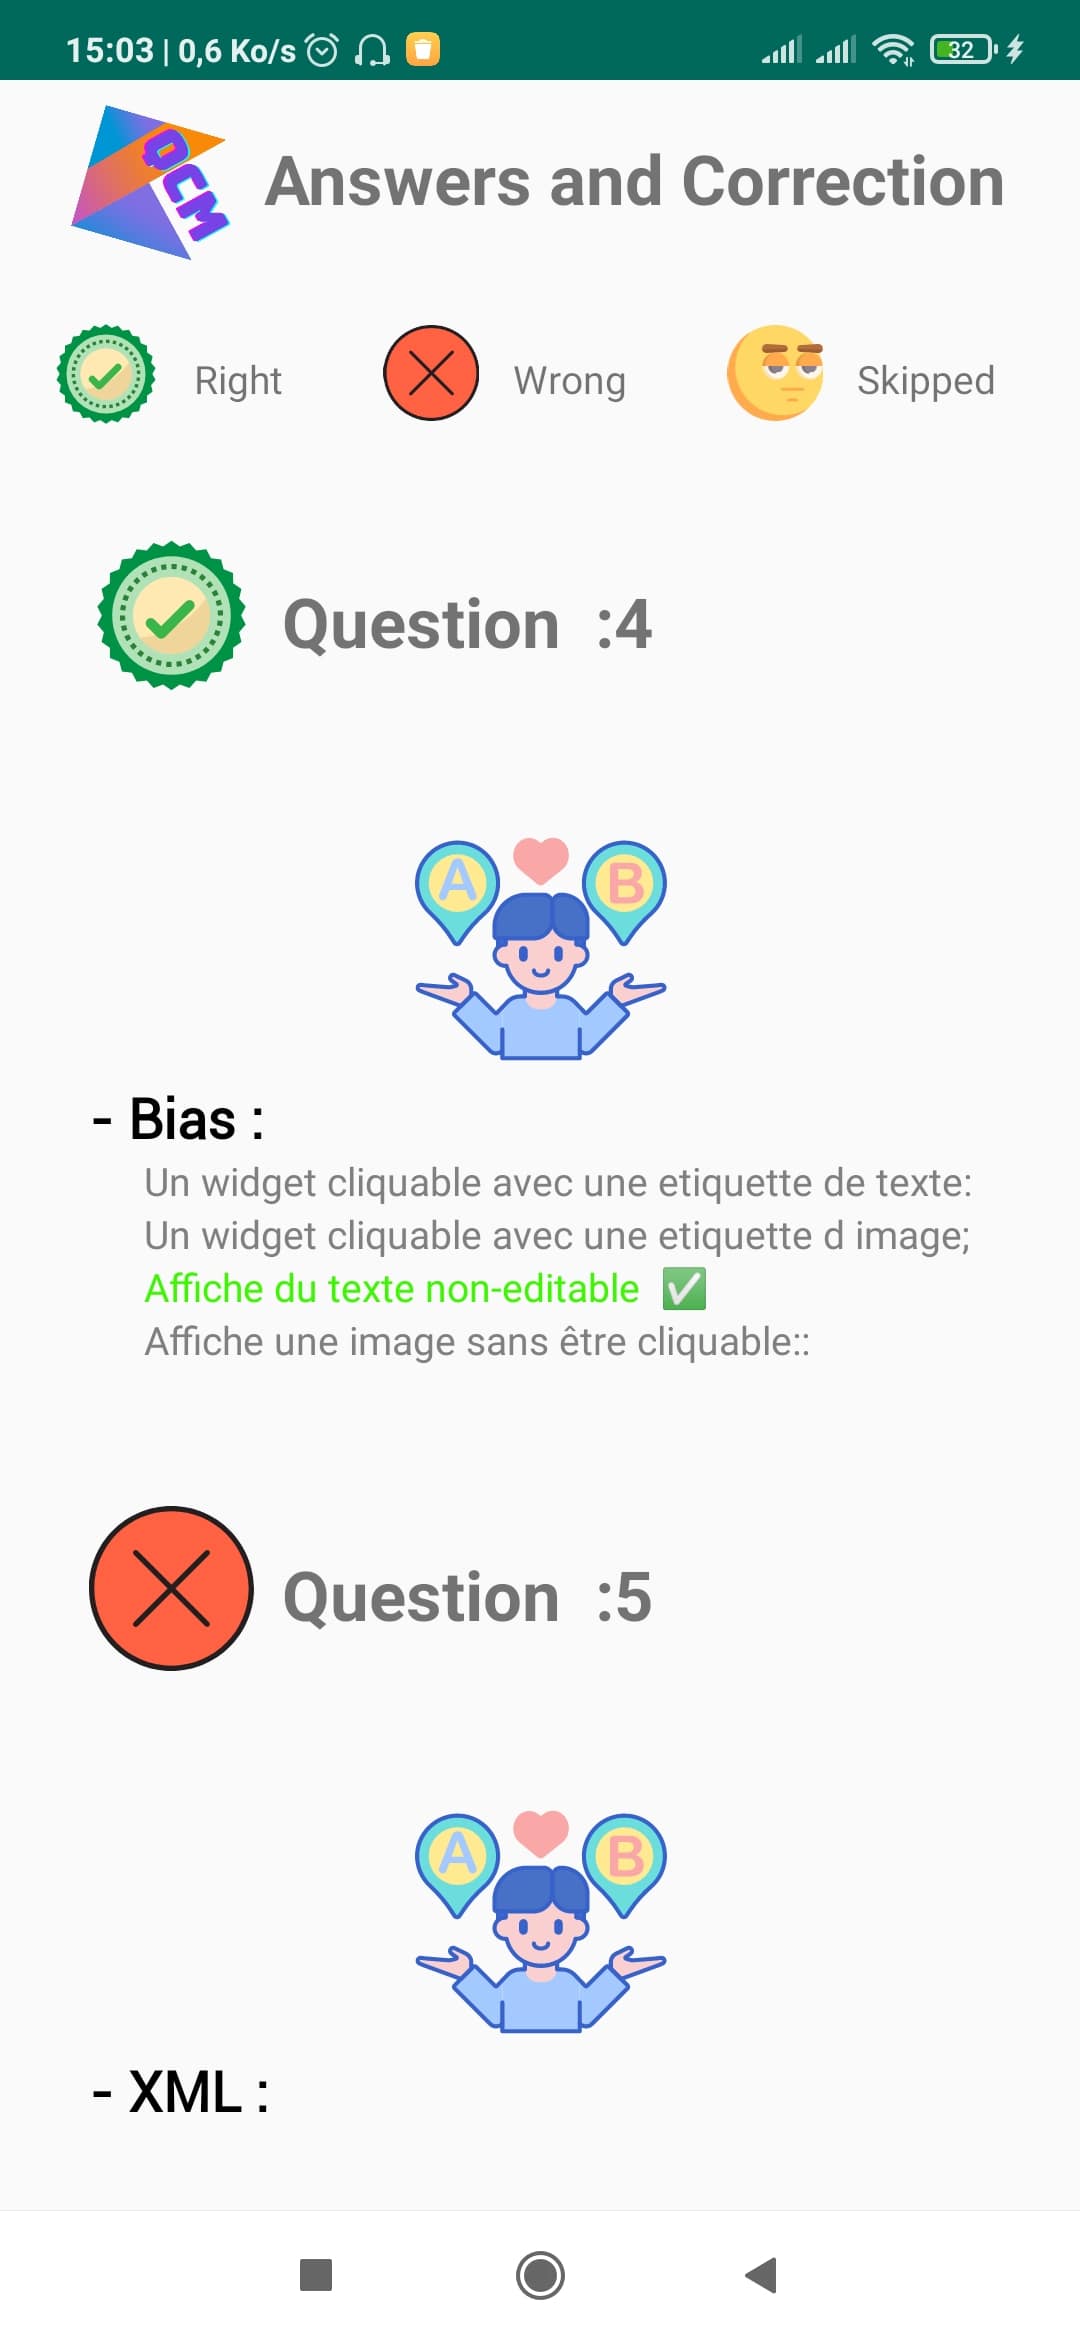 15:03 | 0,6 Ko/s
32
QCM
Answers and Correction
Right
Wrong
Skipped
Question :4
A
B
- Bias :
Un widget cliquable avec une etiquette de texte:
Un widget cliquable avec une etiquette d image;
Affiche du texte non-editable ✅
Affiche une image sans être cliquable::
Question :5
A
B
- XML :